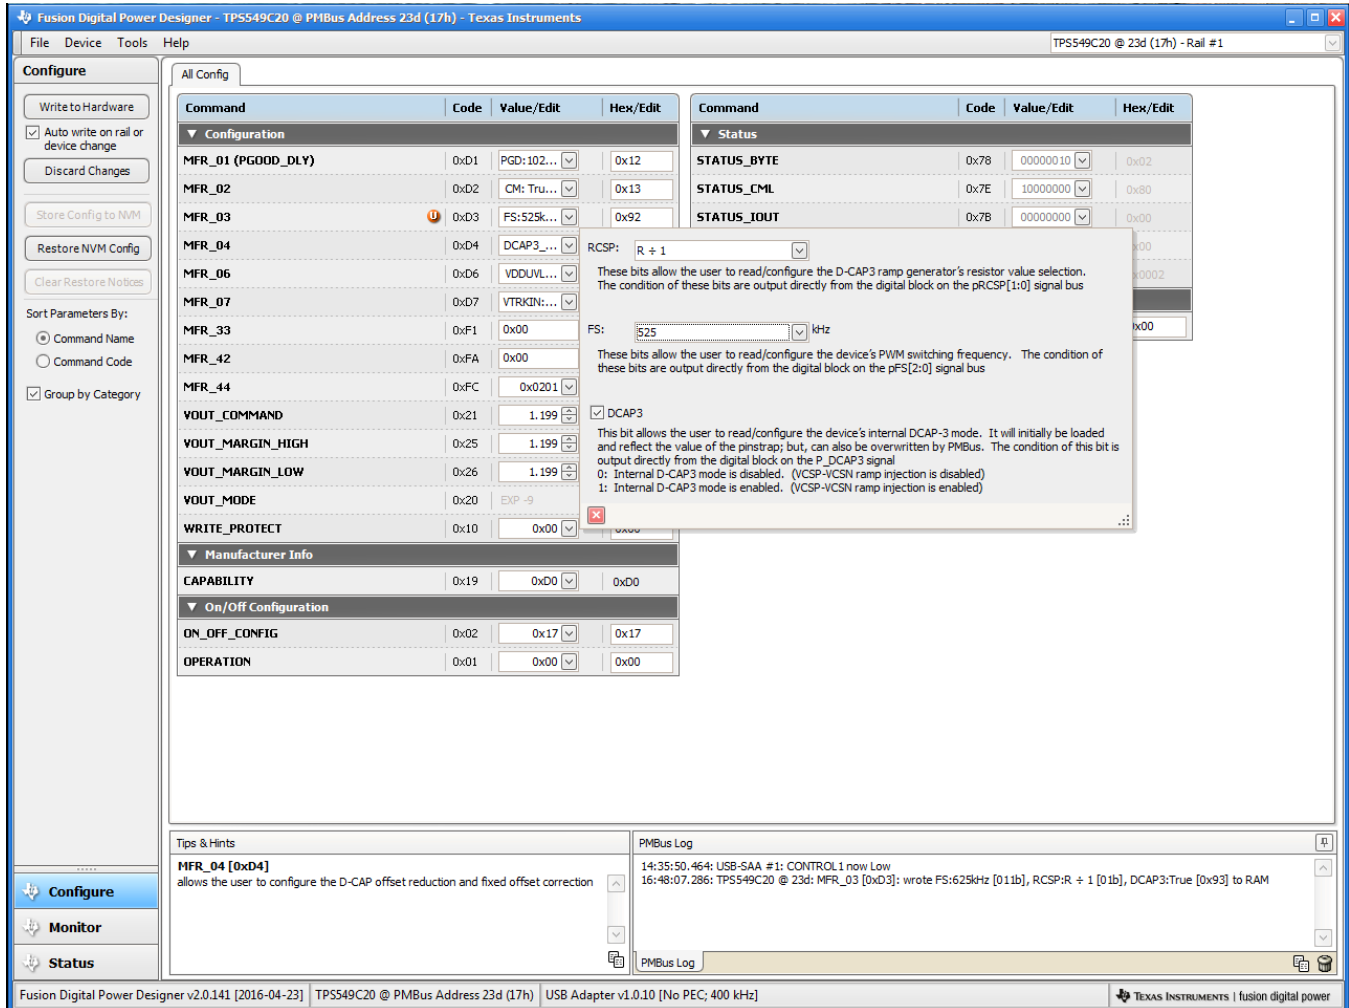 Fusion Digital Power Designer - TPS549C20 @ PMBus Address 23d (17h) - Texas Instruments
File Device Tools Help
TPS549C20 @ 23d (17h) - Rail #1
Configure
Write to Hardware
Auto write on rail or
device change
Discard Changes
Store Config to NVM
Restore NVM Config
Clear Restore Notices
Sort Parameters By:
Command Name
Command Code
Group by Category
All Config
Command Code Value/Edit Hex/Edit
Configuration
MFR_01 (PGOOD_DLY) 0xD1 PGD:102... 0x12
MFR_02 0xD2 CM: Tru... 0x13
MFR_03 U 0xD3 FS:525k... 0x92
MFR_04 0xD4 DCAP3_...
MFR_06 0xD6 VDDUVL...
MFR_07 0xD7 VTRKIN:...
MFR_33 0xF1 0x00
MFR_42 0xFA 0x00
MFR_44 0xFC 0x0201
VOUT_COMMAND 0x21 1.199
VOUT_MARGIN_HIGH 0x25 1.199
VOUT_MARGIN_LOW 0x26 1.199
VOUT_MODE 0x20 EXP -9
WRITE_PROTECT 0x10 0x00 0x00
Manufacturer Info
CAPABILITY 0x19 0xD0 0xD0
On/Off Configuration
ON_OFF_CONFIG 0x02 0x17 0x17
OPERATION 0x01 0x00 0x00
Command Code Value/Edit Hex/Edit
Status
STATUS_BYTE 0x78 00000010 0x02
STATUS_CML 0x7E 10000000 0x80
STATUS_IOUT 0x7B 00000000 0x00
x00
x0002
x00
RCSP: R ÷ 1
These bits allow the user to read/configure the D-CAP3 ramp generator's resistor value selection.
The condition of these bits are output directly from the digital block on the pRCSP[1:0] signal bus
FS: 525 kHz
These bits allow the user to read/configure the device's PWM switching frequency. The condition of
these bits are output directly from the digital block on the pFS[2:0] signal bus
DCAP3
This bit allows the user to read/configure the device's internal DCAP-3 mode. It will initially be loaded
and reflect the value of the pinstrap; but, can also be overwritten by PMBus. The condition of this bit is
output directly from the digital block on the P_DCAP3 signal
0: Internal D-CAP3 mode is disabled. (VCSP-VCSN ramp injection is disabled)
1: Internal D-CAP3 mode is enabled. (VCSP-VCSN ramp injection is enabled)
Configure
Monitor
Status
Tips & Hints
MFR_04 [0xD4]
allows the user to configure the D-CAP offset reduction and fixed offset correction
PMBus Log
14:35:50.464: USB-SAA #1: CONTROL1 now Low
16:48:07.286: TPS549C20 @ 23d: MFR_03 [0xD3]: wrote FS:625kHz [011b], RCSP:R ÷ 1 [01b], DCAP3:True [0x93] to RAM
PMBus Log
Fusion Digital Power Designer v2.0.141 [2016-04-23] TPS549C20 @ PMBus Address 23d (17h) USB Adapter v1.0.10 [No PEC; 400 kHz]
TEXAS INSTRUMENTS | fusion digital power